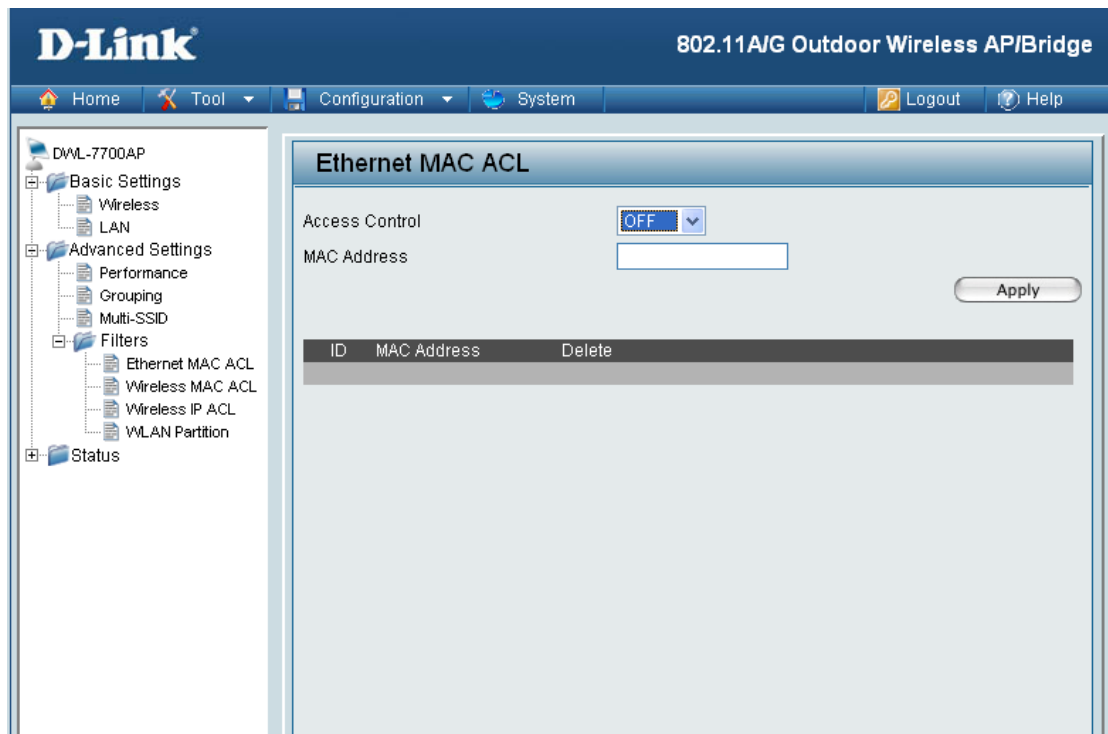 D-Link
802.11A/G Outdoor Wireless AP/Bridge
Home Tool Configuration System Logout Help
DWL-7700AP
Basic Settings
Wireless
LAN
Advanced Settings
Performance
Grouping
Multi-SSID
Filters
Ethernet MAC ACL
Wireless MAC ACL
Wireless IP ACL
WLAN Partition
Status
Ethernet MAC ACL
Access Control OFF
MAC Address
Apply
ID MAC Address Delete